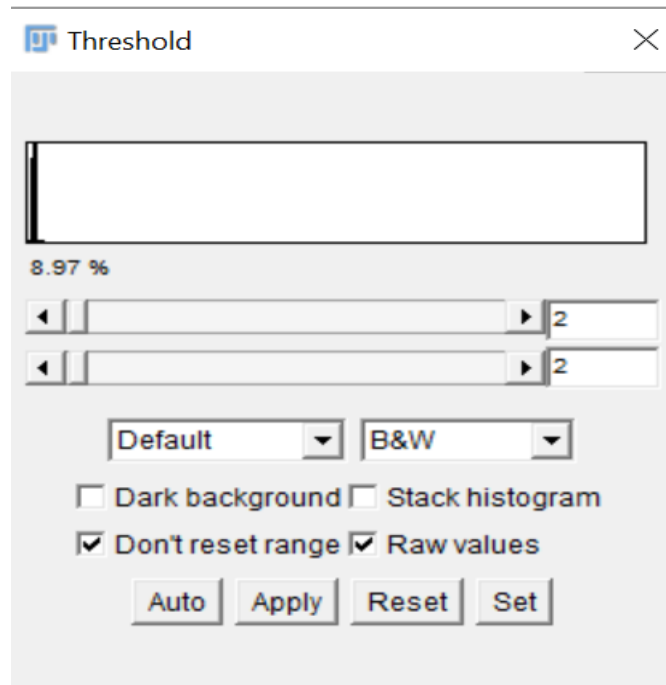 Threshold
8.97 %
2
2
Default B&W
Dark background Stack histogram
Don't reset range Raw values
Auto Apply Reset Set